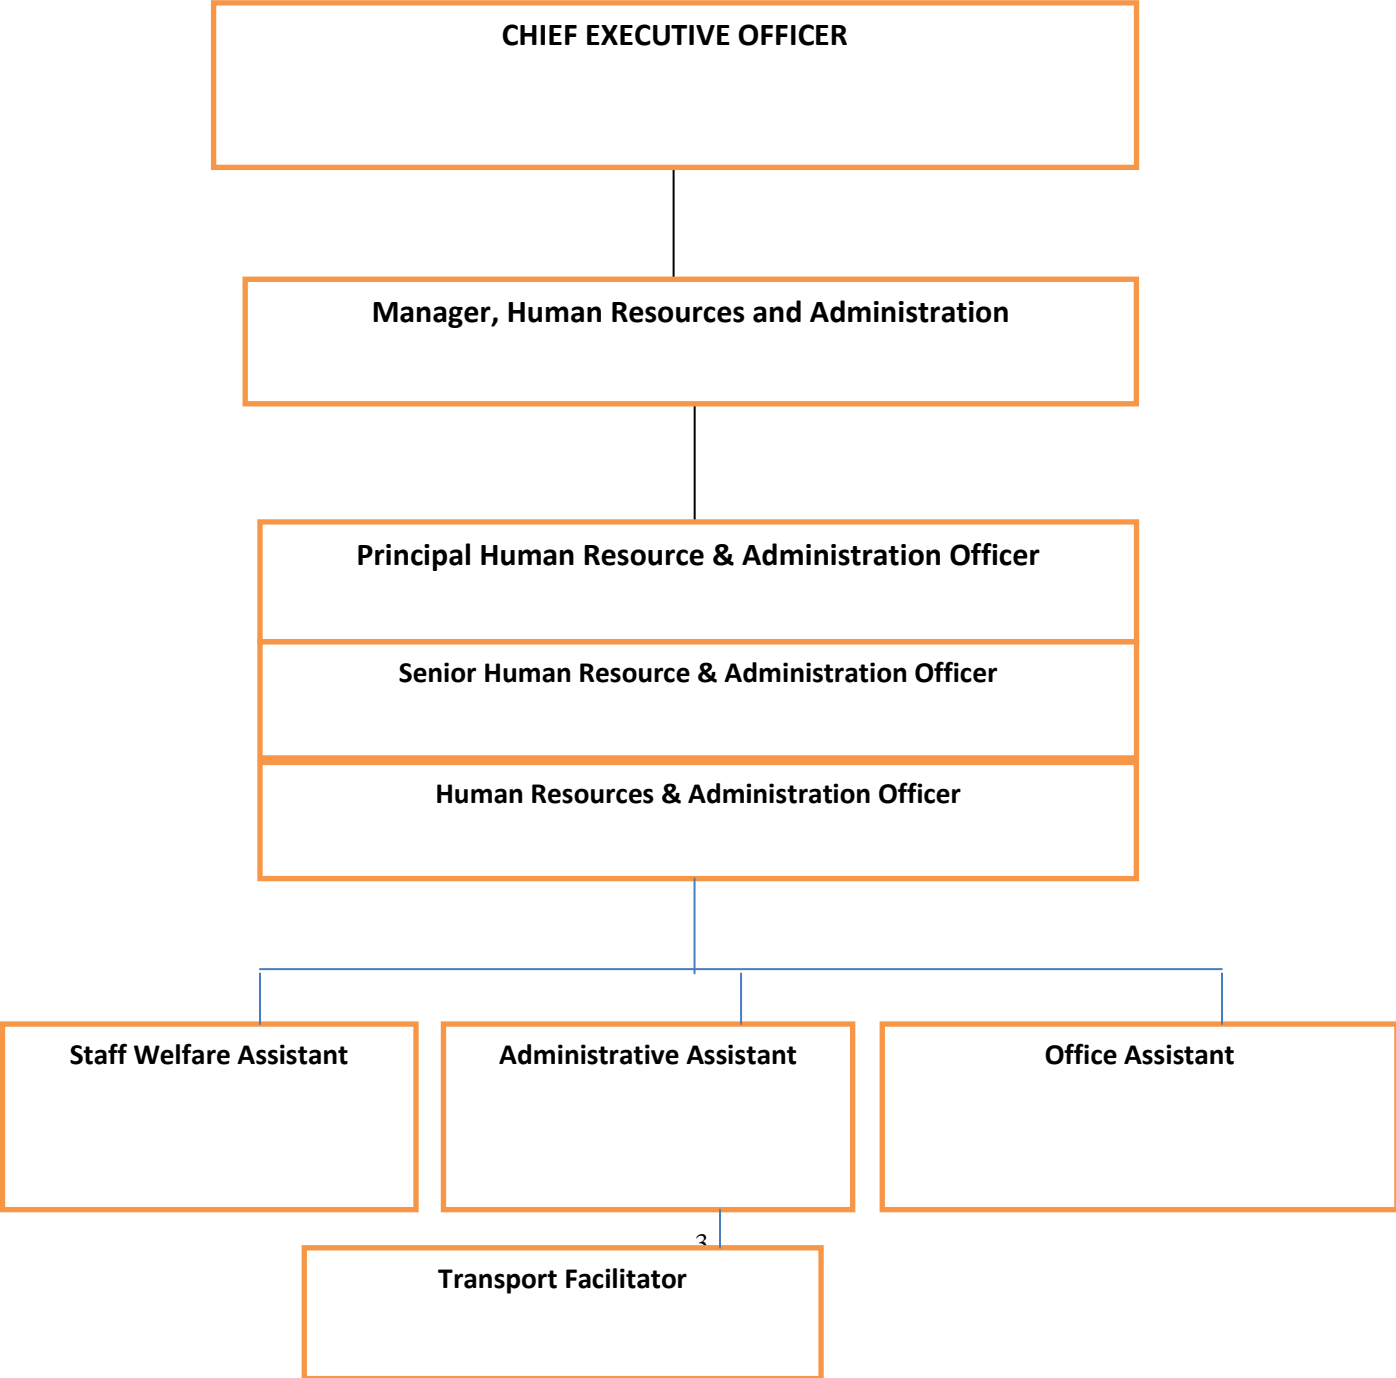 CHIEF EXECUTIVE OFFICER
Manager, Human Resources and Administration
Principal Human Resource & Administration Officer
Senior Human Resource & Administration Officer
Human Resources & Administration Officer
Staff Welfare Assistant
Administrative Assistant
Office Assistant
3
Transport Facilitator